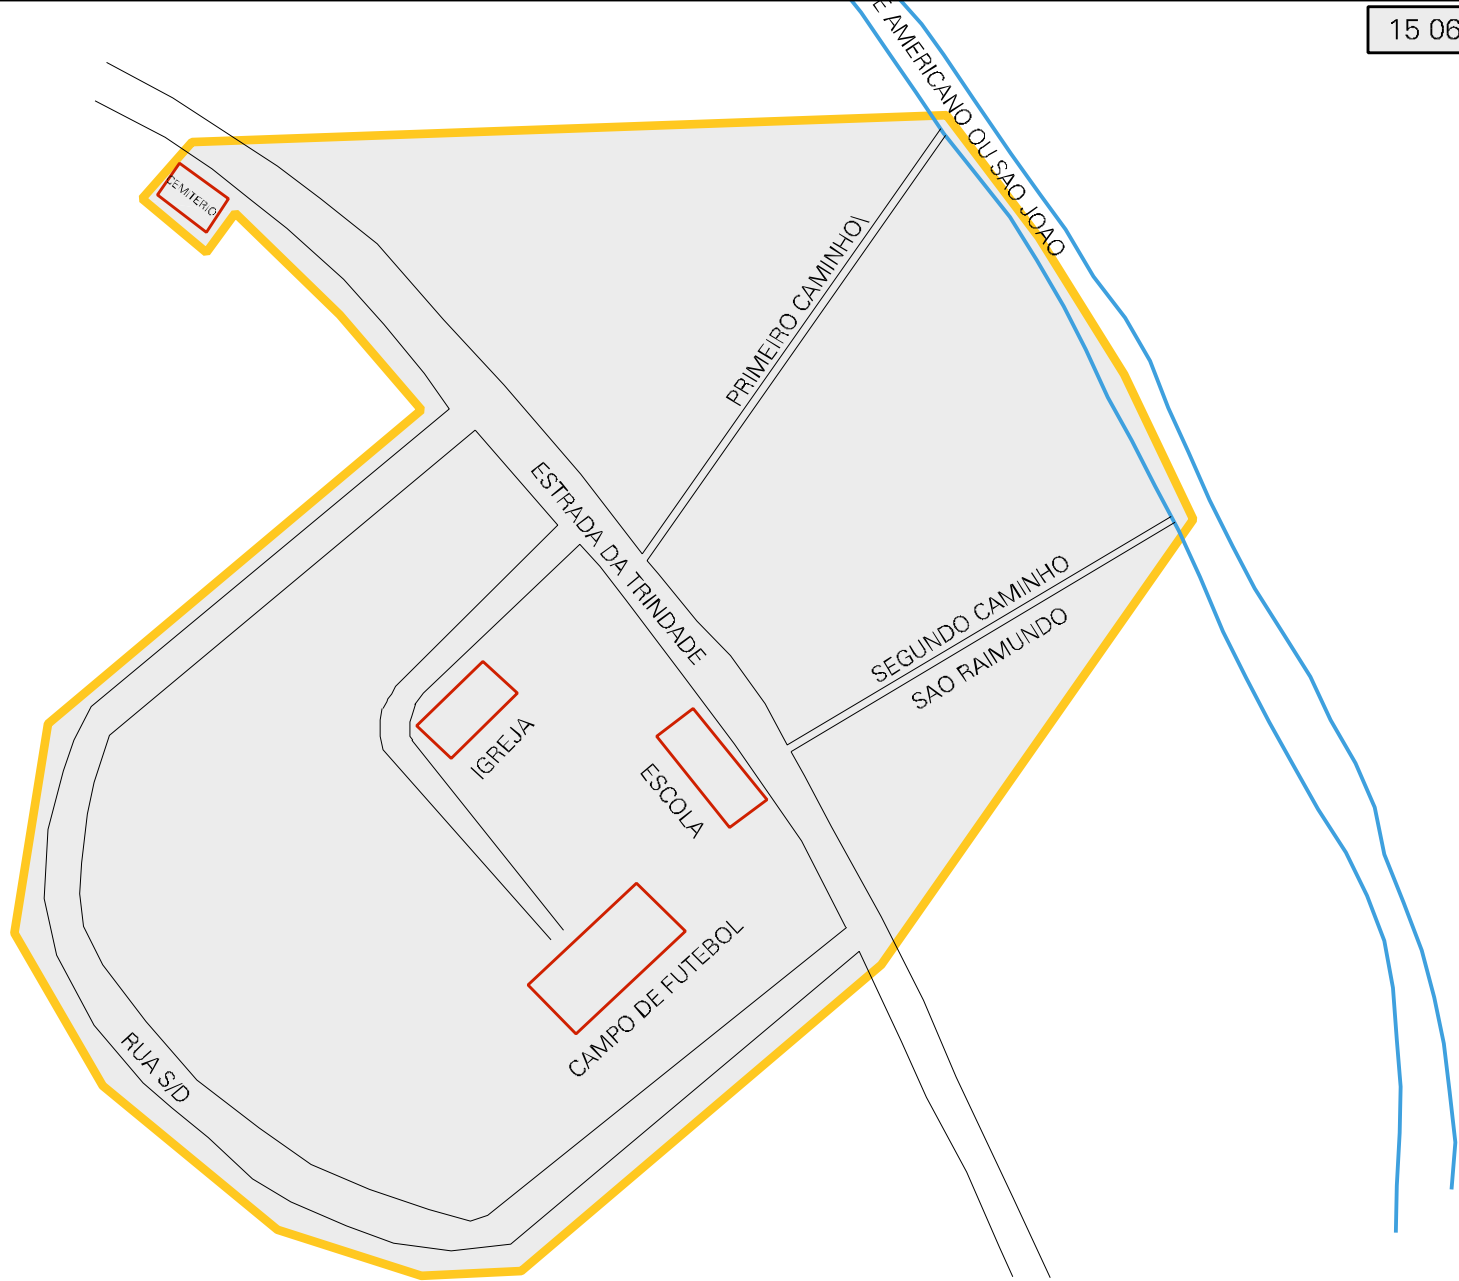 15 06
E AMERICANO OU SAO JOAO
CEMITERIO
PRIMEIRO CAMINHO
ESTRADA DA TRINDADE
SEGUNDO CAMINHO
SAO RAIMUNDO
IGREJA
ESCOLA
CAMPO DE FUTEBOL
RUA S/D